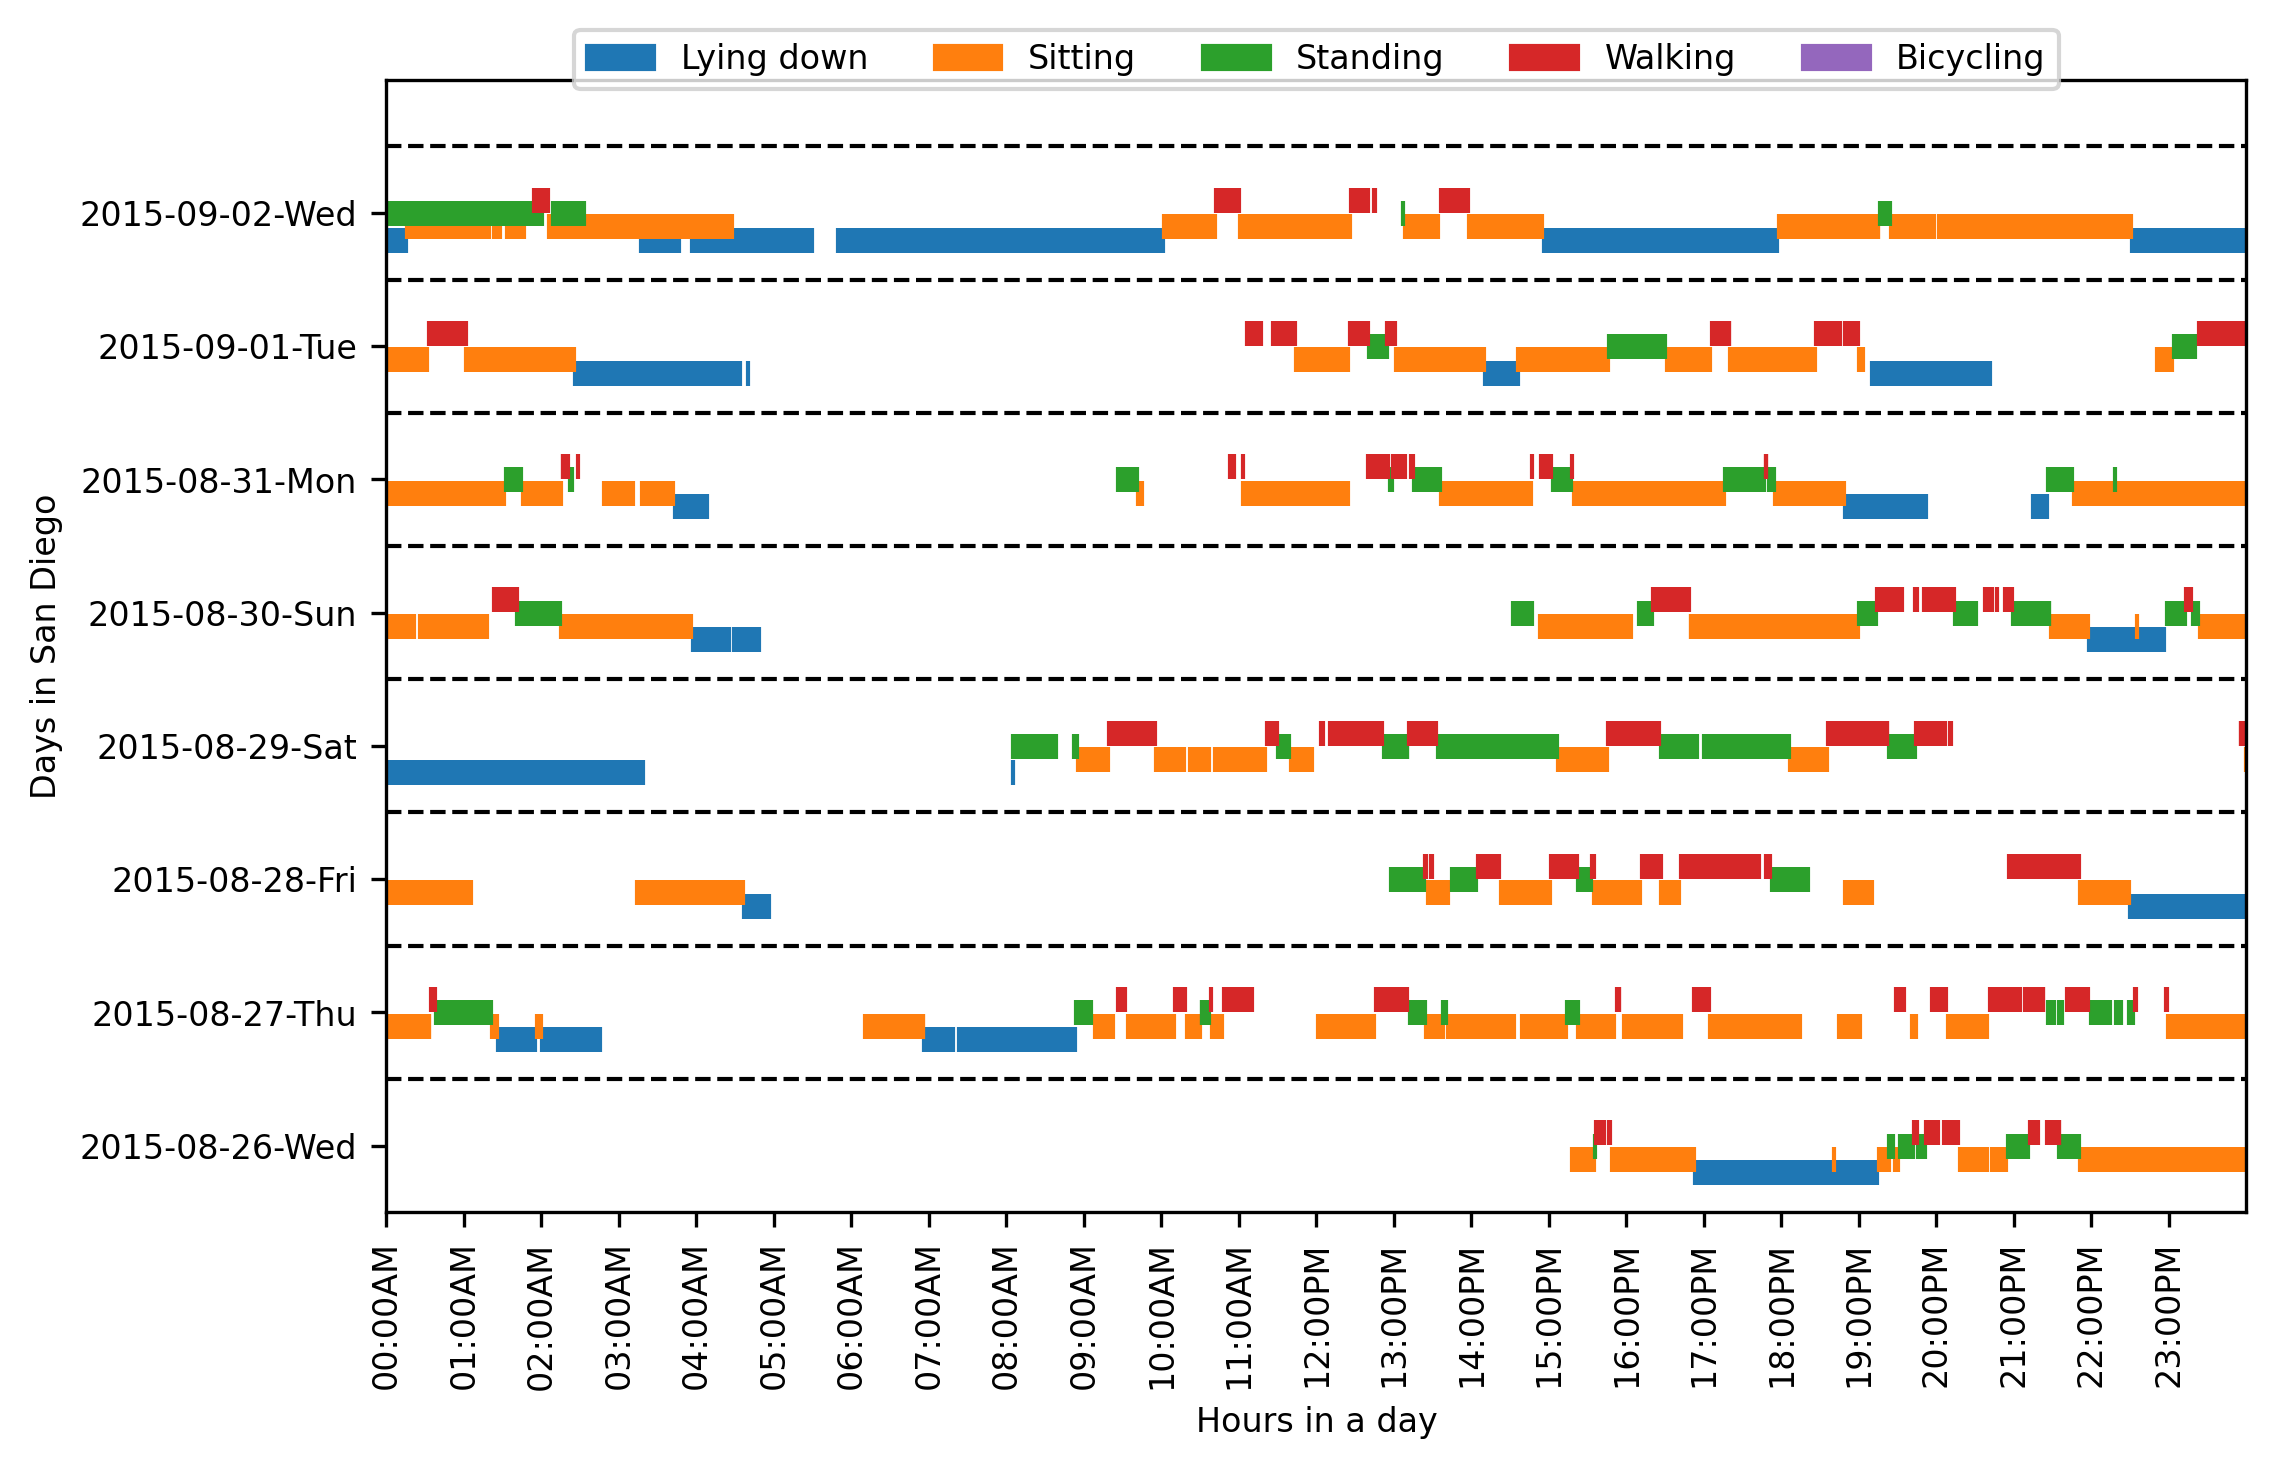 Lying down Sitting Standing Walking Bicycling
Days in San Diego
2015-09-02-Wed
2015-09-01-Tue
2015-08-31-Mon
2015-08-30-Sun
2015-08-29-Sat
2015-08-28-Fri
2015-08-27-Thu
2015-08-26-Wed
00:00AM
01:00AM
02:00AM
03:00AM
04:00AM
05:00AM
06:00AM
07:00AM
08:00AM
09:00AM
10:00AM
11:00AM
12:00PM
13:00PM
14:00PM
15:00PM
16:00PM
17:00PM
18:00PM
19:00PM
20:00PM
21:00PM
22:00PM
23:00PM
Hours in a day